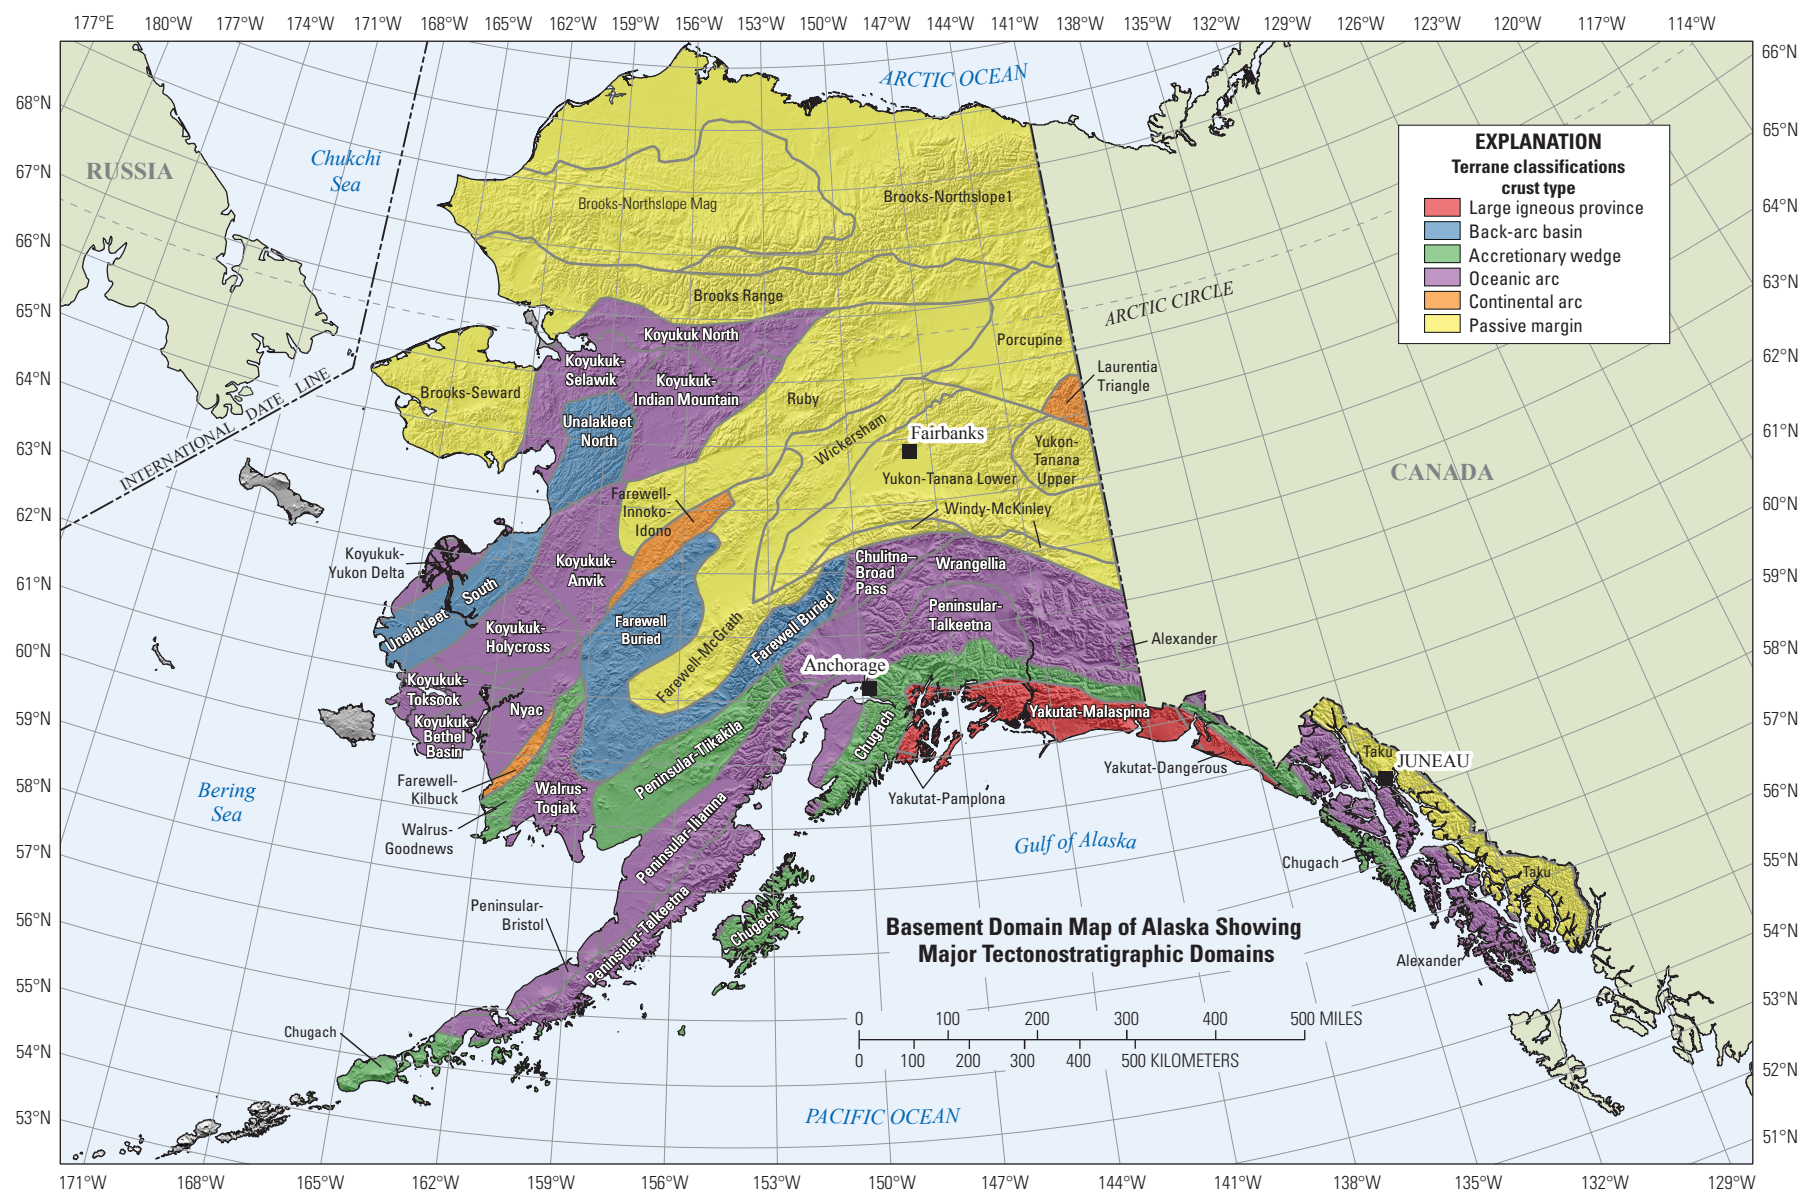 177°E 180°W 177°W 174°W 171°W 168°W 165°W 162°W 159°W 156°W 153°W 150°W 147°W 144°W 141°W 138°W 135°W 132°W 129°W 126°W 123°W 120°W 117°W 114°W
68°N
67°N
66°N
65°N
64°N
63°N
62°N
61°N
60°N
59°N
58°N
57°N
56°N
55°N
54°N
53°N
66°N
65°N
64°N
63°N
62°N
61°N
60°N
59°N
58°N
57°N
56°N
55°N
54°N
53°N
52°N
51°N
ARCTIC OCEAN
RUSSIA
Chukchi
Sea
INTERNATIONAL DATE LINE
ARCTIC CIRCLE
CANADA
EXPLANATION
Terrane classifications
crust type
Large igneous province
Back-arc basin
Accretionary wedge
Oceanic arc
Continental arc
Passive margin
Brooks-Northslope Mag
Brooks-Northslope1
Brooks Range
Koyukuk North
Koyukuk-
Selawik
Koyukuk-
Indian Mountain
Porcupine
Laurentia
Triangle
Brooks-Seward
Ruby
Unalakleet
North
Wickersham
Fairbanks
Yukon-
Tanana
Upper
Yukon-Tanana Lower
Farewell-
Innoko-
Idono
Windy-McKinley
Koyukuk-
Yukon Delta
Koyukuk-
Anvik
Chulitna–
Broad
Pass
Wrangellia
Unalakleet South
Koyukuk-
Holycross
Farewell
Buried
Farewell-McGrath
Farewell Buried
Peninsular-
Talkeetna
Alexander
Anchorage
Koyukuk-
Toksook
Nyac
Koyukuk-
Bethel
Basin
Farewell-
Kilbuck
Walrus-
Togiak
Walrus-
Goodnews
Peninsular-Tlikakila
Chugach
Yakutat-Malaspina
Yakutat-Dangerous
Yakutat-Pamplona
Taku
JUNEAU
Bering
Sea
Gulf of Alaska
Peninsular-Iliamna
Peninsular-Talkeetna
Peninsular-
Bristol
Chugach
Chugach
Taku
Alexander
Chugach
Basement Domain Map of Alaska Showing
Major Tectonostratigraphic Domains
0 100 200 300 400 500 MILES
0 100 200 300 400 500 KILOMETERS
PACIFIC OCEAN
171°W 168°W 165°W 162°W 159°W 156°W 153°W 150°W 147°W 144°W 141°W 138°W 135°W 132°W 129°W